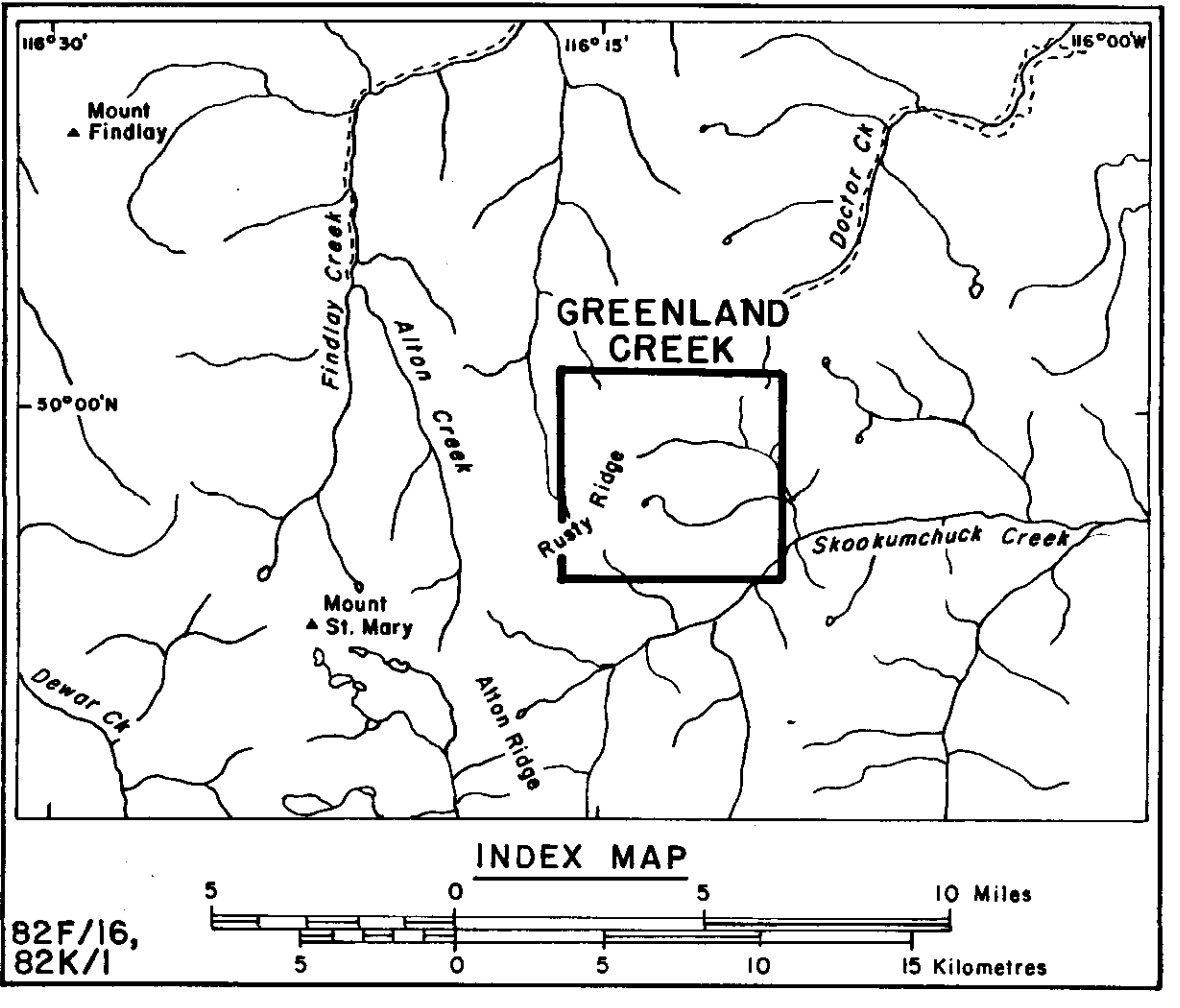 116°30'
116°15'
116°00'W
Mount
Findlay
Doctor Ck
Findlay Creek
GREENLAND
CREEK
Alton Creek
50°00'N
Rusty Ridge
Skookumchuck Creek
Mount
St. Mary
Dewar Ck
Alton Ridge
INDEX MAP
5 0 5 10 Miles
82F/16,
82K/1
5 0 5 10 15 Kilometres